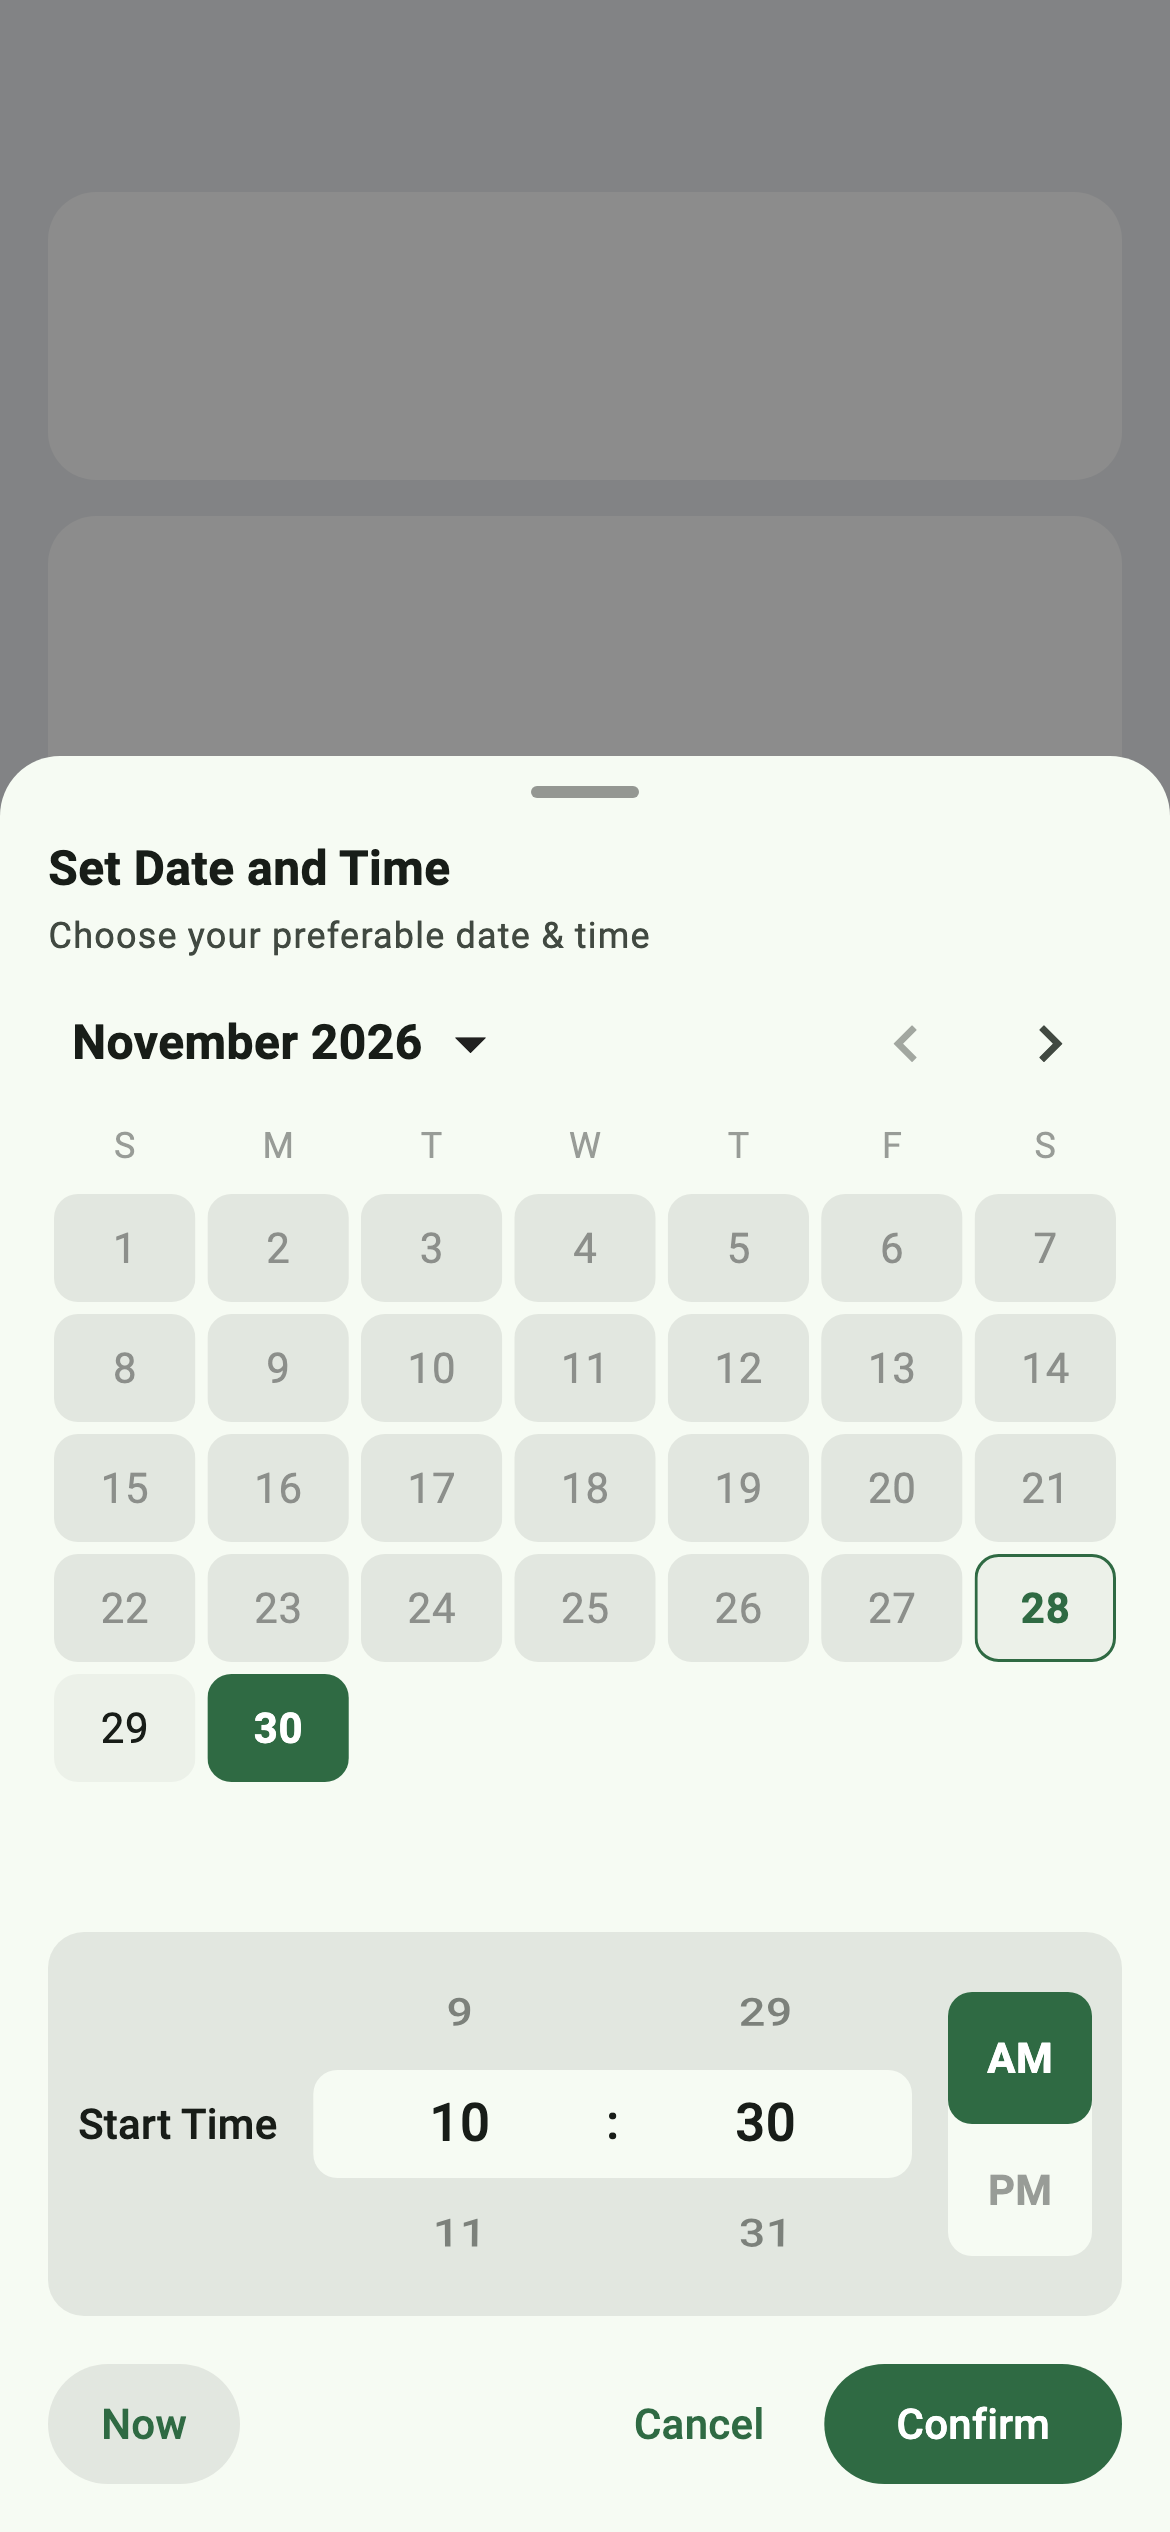 Set Date and Time
Choose your preferable date & time
November 2026
S M T W T F S
1 2 3 4 5 6 7
8 9 10 11 12 13 14
15 16 17 18 19 20 21
22 23 24 25 26 27 28
29 30
9 29
AM
Start Time 10 : 30
PM
11 31
Now Cancel Confirm